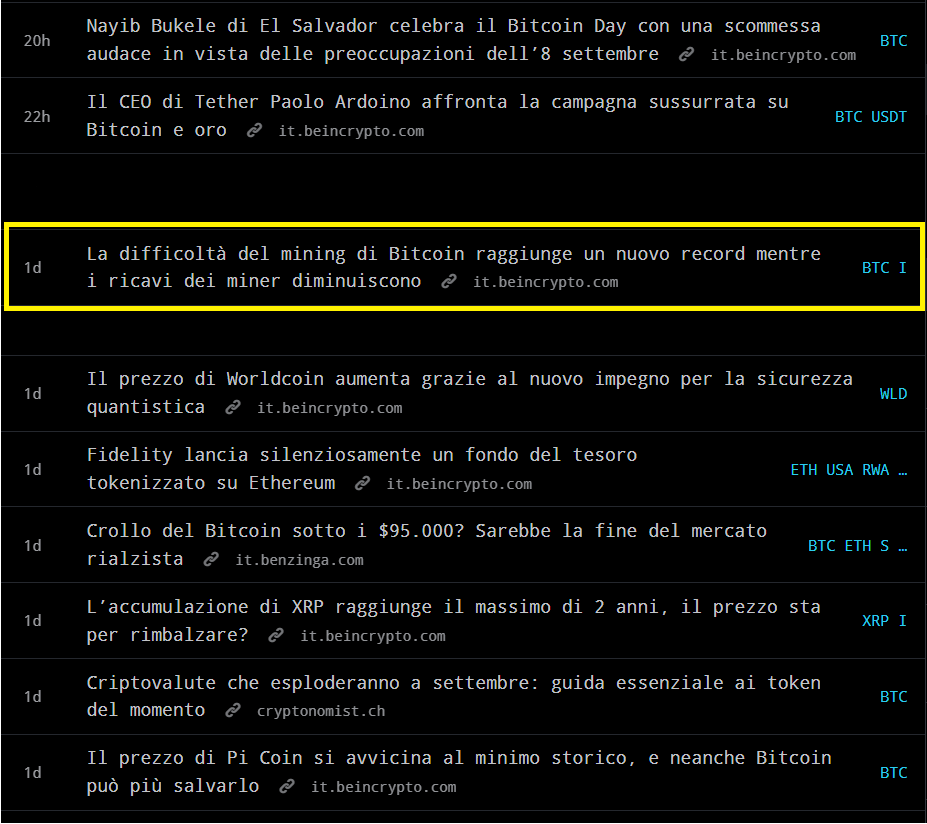 20h
Nayib Bukele di El Salvador celebra il Bitcoin Day con una scommessa
audace in vista delle preoccupazioni dell’8 settembre it.beincrypto.com
BTC
22h
Il CEO di Tether Paolo Ardoino affronta la campagna sussurrata su
Bitcoin e oro it.beincrypto.com
BTC USDT
1d
La difficoltà del mining di Bitcoin raggiunge un nuovo record mentre
i ricavi dei miner diminuiscono it.beincrypto.com
BTC I
1d
Il prezzo di Worldcoin aumenta grazie al nuovo impegno per la sicurezza
quantistica it.beincrypto.com
WLD
1d
Fidelity lancia silenziosamente un fondo del tesoro
tokenizzato su Ethereum it.beincrypto.com
ETH USA RWA …
1d
Crollo del Bitcoin sotto i $95.000? Sarebbe la fine del mercato
rialzista it.benzinga.com
BTC ETH S …
1d
L’accumulazione di XRP raggiunge il massimo di 2 anni, il prezzo sta
per rimbalzare? it.beincrypto.com
XRP I
1d
Criptovalute che esploderanno a settembre: guida essenziale ai token
del momento cryptonomist.ch
BTC
1d
Il prezzo di Pi Coin si avvicina al minimo storico, e neanche Bitcoin
può più salvarlo it.beincrypto.com
BTC